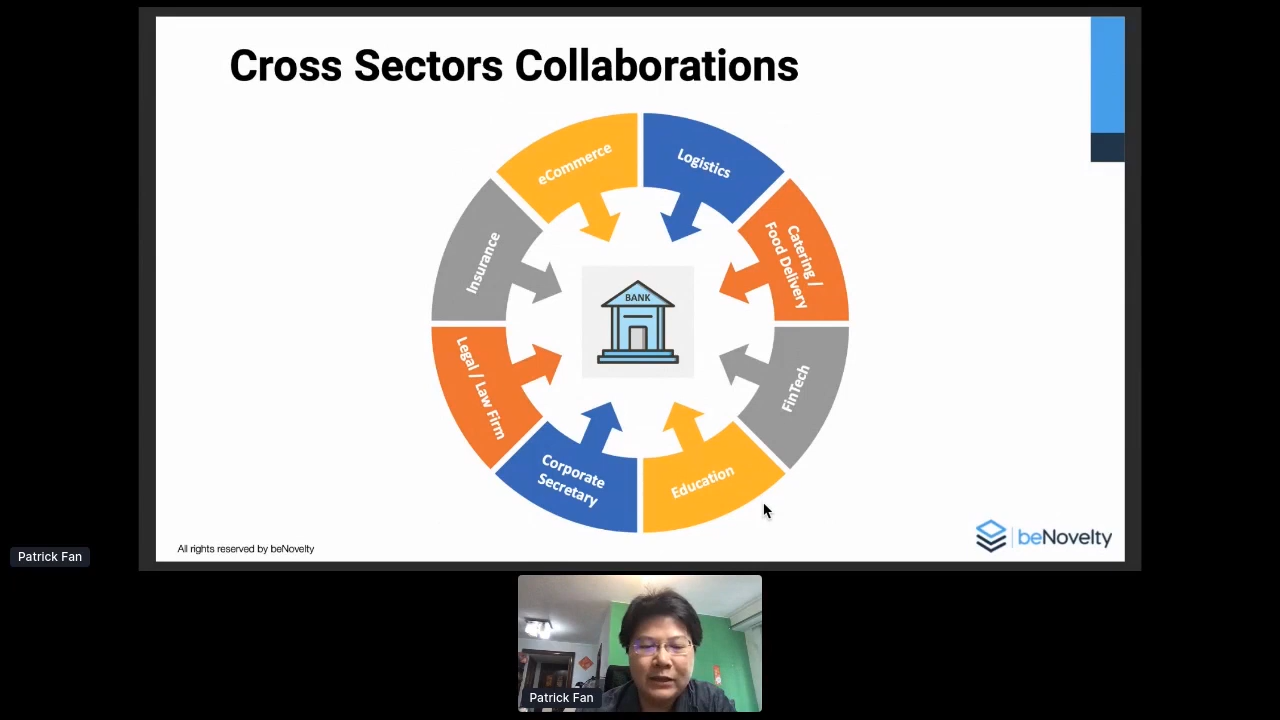 Cross Sectors Collaborations
eCommerce
Logistics
Catering /
Food Delivery
FinTech
Education
Corporate
Secretary
Legal / Law Firm
Insurance
BANK
All rights reserved by beNovelty
beNovelty
Patrick Fan
Patrick Fan